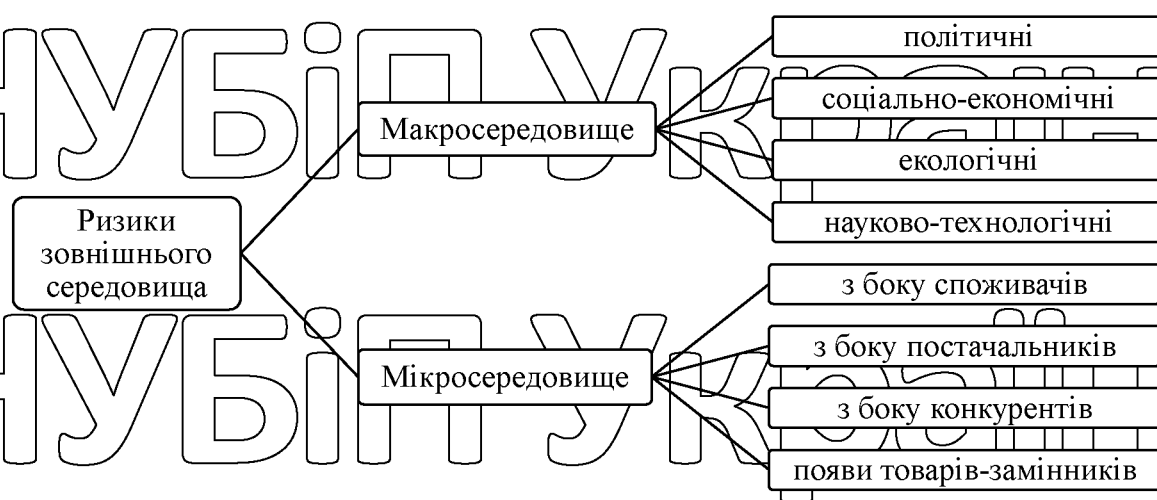 НУБіП України
політичні
соціально-економічні
Макросередовище
екологічні
науково-технологічні
Ризики
зовнішнього
середовища
з боку споживачів
НУБіП України
з боку постачальників
Мікросередовище
з боку конкурентів
появи товарів-замінників